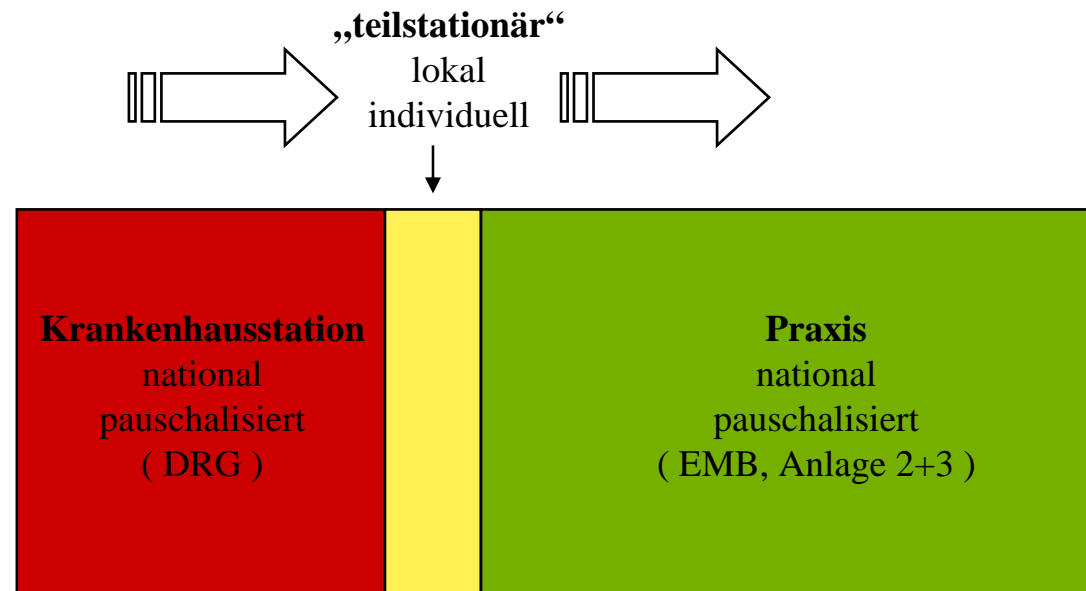 „teilstationär“
lokal
individuell
Krankenhausstation
national
pauschalisiert
( DRG )
Praxis
national
pauschalisiert
( EMB, Anlage 2+3 )